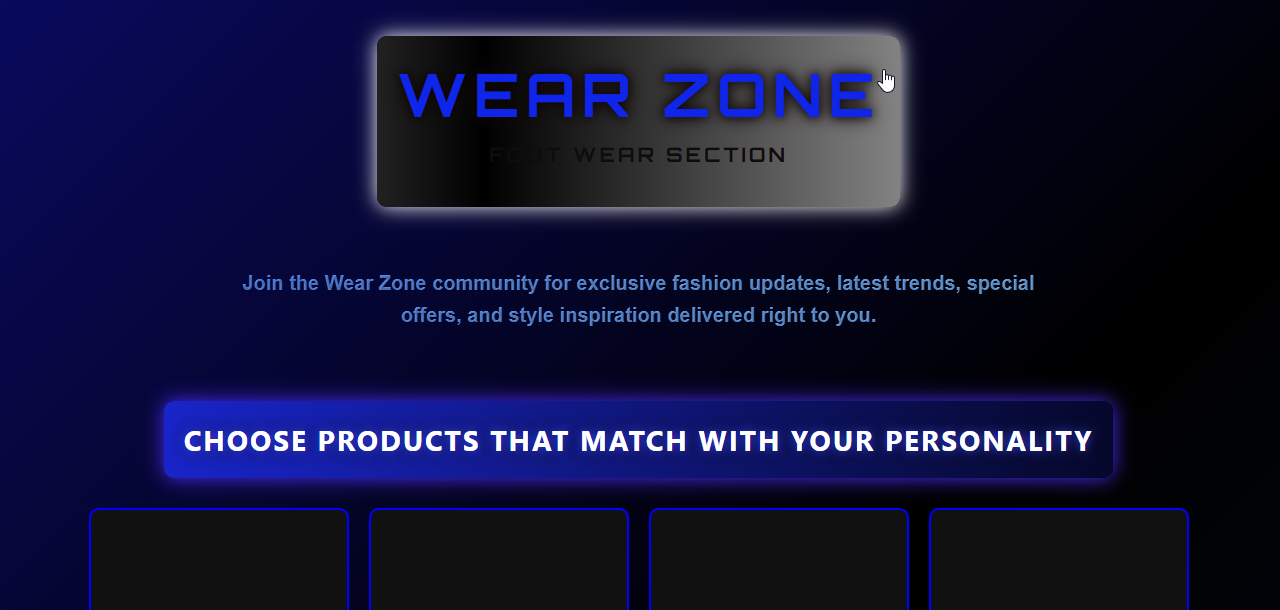 WEAR ZONE
FOOT WEAR SECTION
Join the Wear Zone community for exclusive fashion updates, latest trends, special
offers, and style inspiration delivered right to you.
CHOOSE PRODUCTS THAT MATCH WITH YOUR PERSONALITY